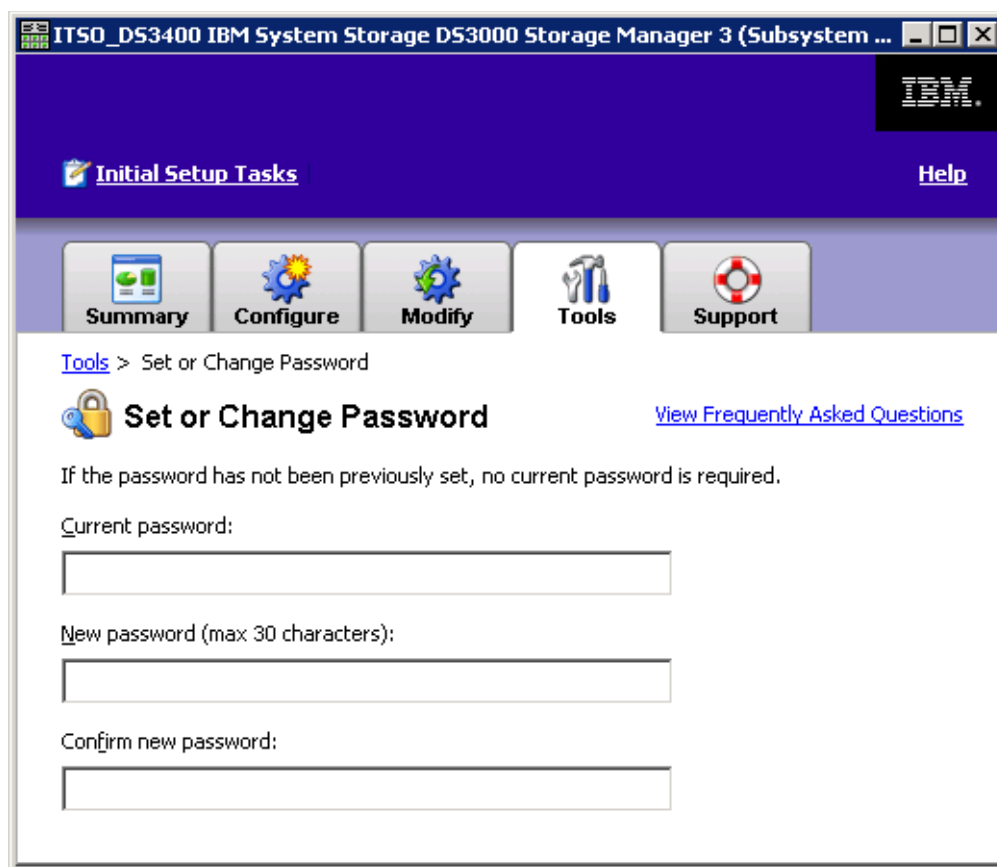 ITSO_DS3400 IBM System Storage DS3000 Storage Manager 3 (Subsystem ...
IBM.
Initial Setup Tasks
Help
Summary
Configure
Modify
Tools
Support
Tools > Set or Change Password
Set or Change Password
View Frequently Asked Questions
If the password has not been previously set, no current password is required.
Current password:
New password (max 30 characters):
Confirm new password: